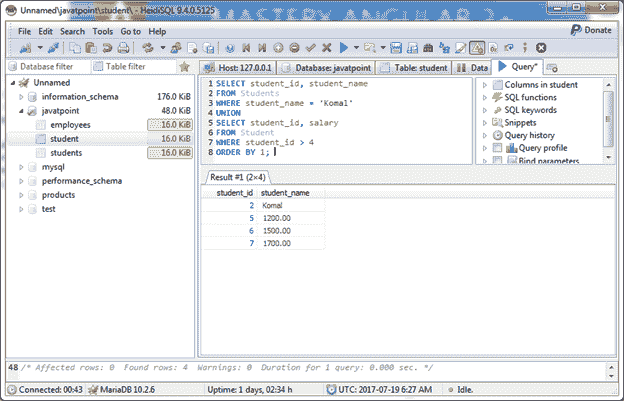 MASTERY ANGULAR 2
Unnamed\javatpoint\student\ - HeidiSQL 9.4.0.5125
File Edit Search Tools Go to Help
Donate
Database filter Table filter
Host: 127.0.0.1 Database: javatpoint Table: student Data Query*
Unnamed
information_schema 176.0 KiB
javatpoint 48.0 KiB
employees 16.0 KiB
student 16.0 KiB
students 16.0 KiB
mysql
performance_schema
products
test
1 SELECT student_id, student_name
2 FROM Students
3 WHERE student_name = 'Komal'
4 UNION
5 SELECT student_id, salary
6 FROM Student
7 WHERE student_id > 4
8 ORDER BY 1;
Columns in student
SQL functions
SQL keywords
Snippets
Query history
Query profile
Bind parameters
Result #1 (2×4)
student_id student_name
2 Komal
5 1200.00
6 1500.00
7 1700.00
48 /* Affected rows: 0 Found rows: 4 Warnings: 0 Duration for 1 query: 0.000 sec. */
Connected: 00:43 MariaDB 10.2.6 Uptime: 1 days, 02:34 h UTC: 2017-07-19 6:27 AM Idle.